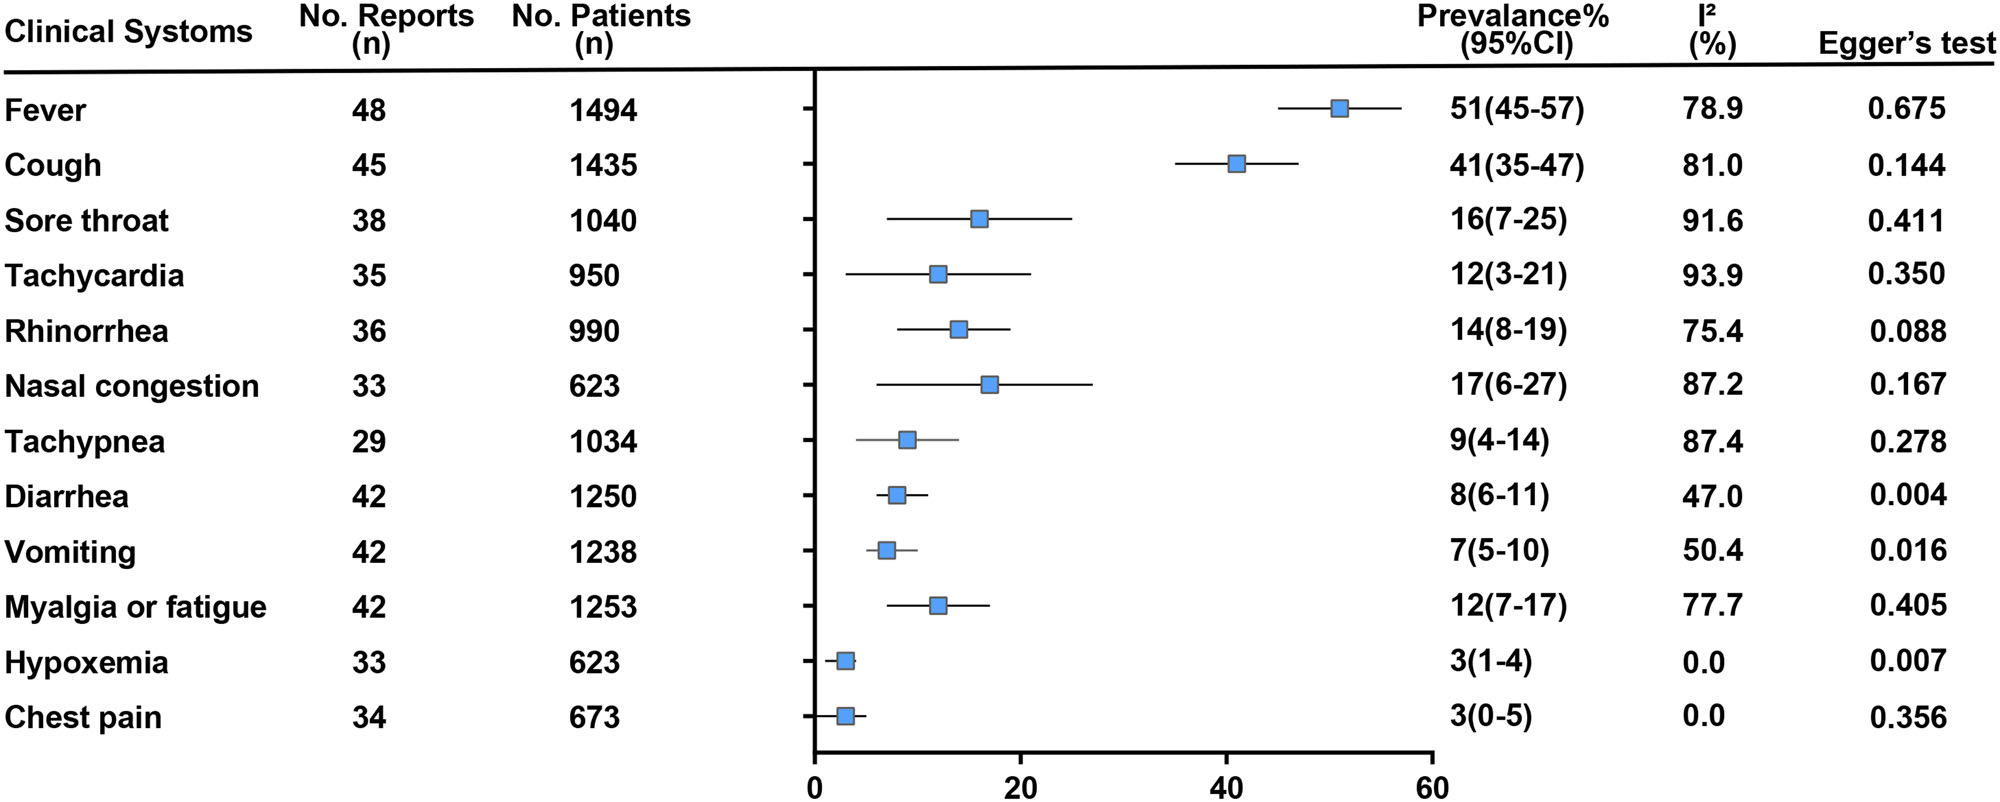 Clinical Systoms No. Reports (n) No. Patients (n) Prevalance% (95%CI) I² (%) Egger's test
Fever 48 1494 51(45-57) 78.9 0.675
Cough 45 1435 41(35-47) 81.0 0.144
Sore throat 38 1040 16(7-25) 91.6 0.411
Tachycardia 35 950 12(3-21) 93.9 0.350
Rhinorrhea 36 990 14(8-19) 75.4 0.088
Nasal congestion 33 623 17(6-27) 87.2 0.167
Tachypnea 29 1034 9(4-14) 87.4 0.278
Diarrhea 42 1250 8(6-11) 47.0 0.004
Vomiting 42 1238 7(5-10) 50.4 0.016
Myalgia or fatigue 42 1253 12(7-17) 77.7 0.405
Hypoxemia 33 623 3(1-4) 0.0 0.007
Chest pain 34 673 3(0-5) 0.0 0.356
0 20 40 60